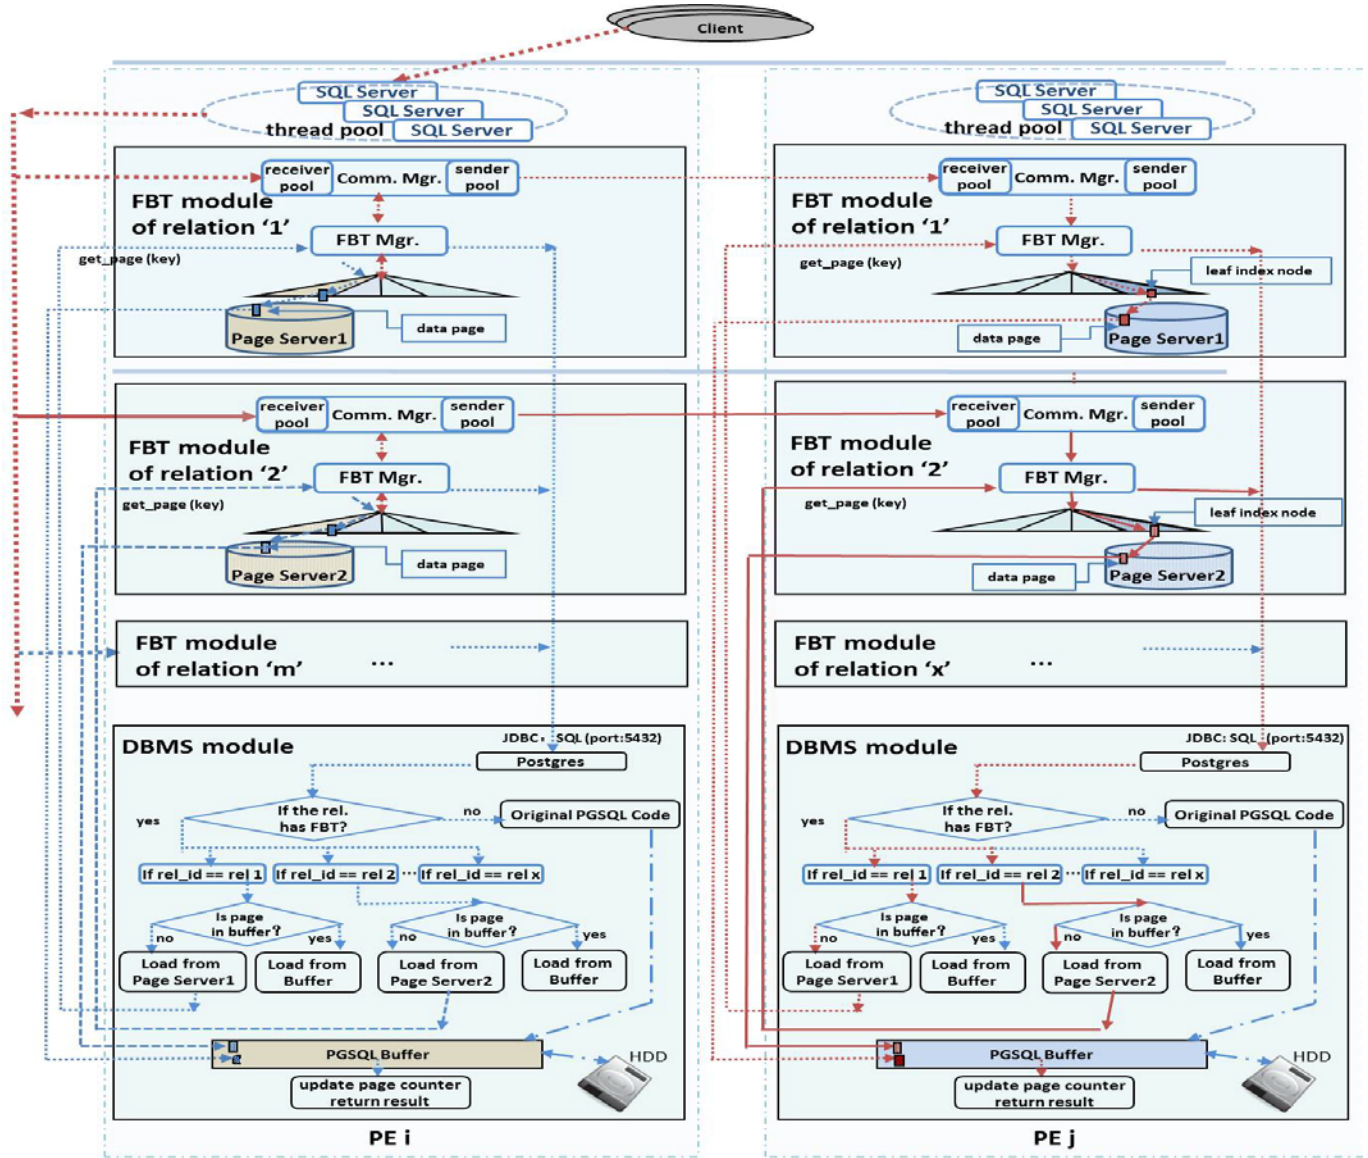 Client
SQL Server
SQL Server
thread pool
SQL Server
receiver
pool
Comm. Mgr.
sender
pool
FBT module
of relation '1'
FBT Mgr.
get_page (key)
data page
Page Server1
receiver
pool
Comm. Mgr.
sender
pool
FBT module
of relation '2'
FBT Mgr.
get_page (key)
data page
Page Server2
FBT module
of relation 'm'
...
DBMS module
JDBC: SQL (port:5432)
Postgres
If the rel.
has FBT?
yes
no
Original PGSQL Code
If rel_id == rel 1
If rel_id == rel 2
...
If rel_id == rel x
Is page
in buffer?
no
yes
Is page
in buffer?
no
yes
Load from
Page Server1
Load from
Buffer
Load from
Page Server2
Load from
Buffer
PGSQL Buffer
HDD
update page counter
return result
PE i
SQL Server
SQL Server
thread pool
SQL Server
receiver
pool
Comm. Mgr.
sender
pool
FBT module
of relation '1'
FBT Mgr.
get_page (key)
leaf index node
data page
Page Server1
receiver
pool
Comm. Mgr.
sender
pool
FBT module
of relation '2'
FBT Mgr.
get_page (key)
leaf index node
data page
Page Server2
FBT module
of relation 'x'
...
DBMS module
JDBC: SQL (port:5432)
Postgres
If the rel.
has FBT?
yes
no
Original PGSQL Code
If rel_id == rel 1
If rel_id == rel 2
...
If rel_id == rel x
Is page
in buffer?
no
yes
Is page
in buffer?
no
yes
Load from
Page Server1
Load from
Buffer
Load from
Page Server2
Load from
Buffer
PGSQL Buffer
HDD
update page counter
return result
PE j